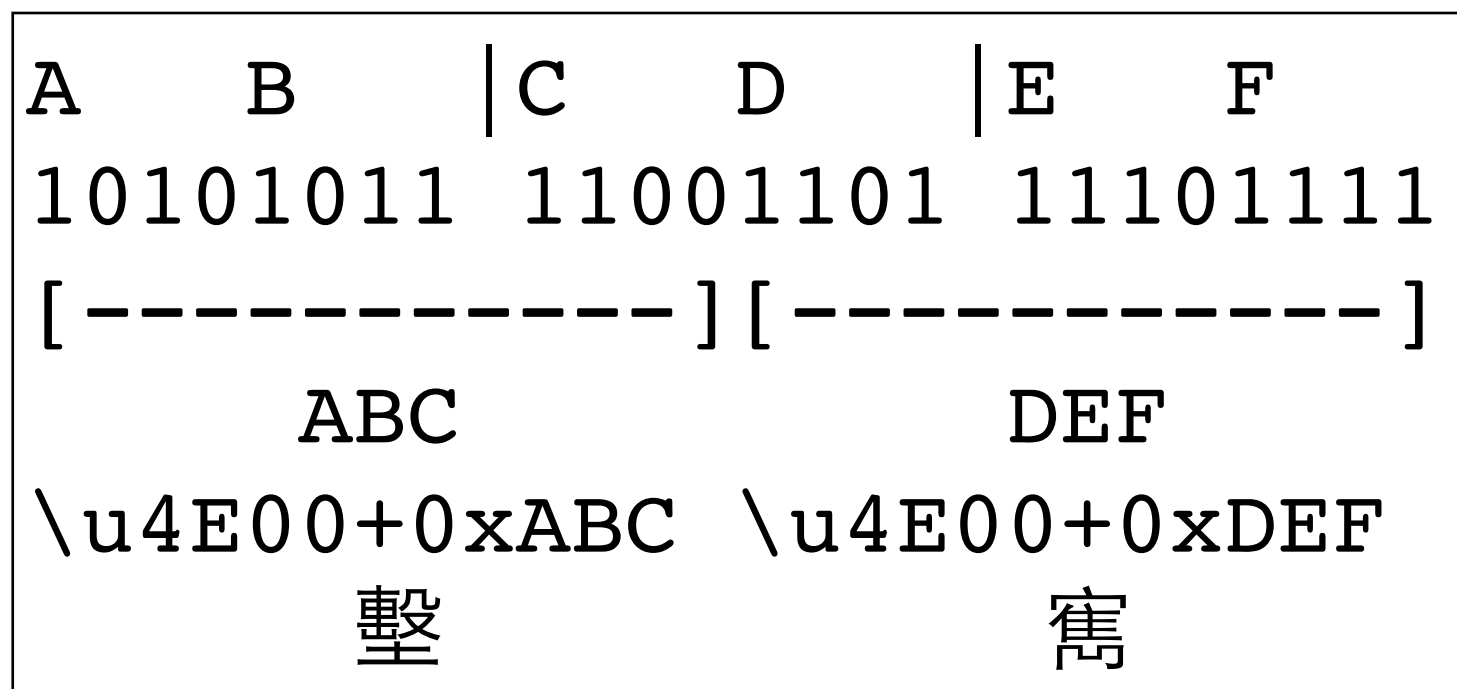 A   B   |C   D   |E   F
10101011 11001101 11101111
[-----------][-----------]
ABC DEF
\u4E00+0xABC \u4E00+0xDEF
墼 寯